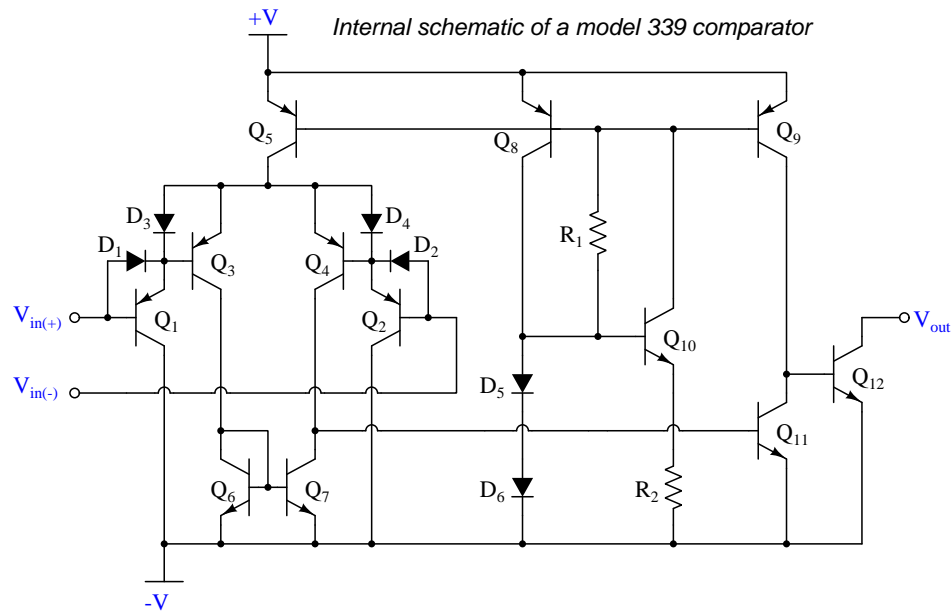 Internal schematic of a model 339 comparator
+V
Q5
Q8
Q9
D3
D4
D1
D2
Q3
Q4
R1
Vin(+)
Q1
Q2
Q10
Vout
Vin(-)
D5
Q12
Q11
Q6
Q7
D6
R2
-V